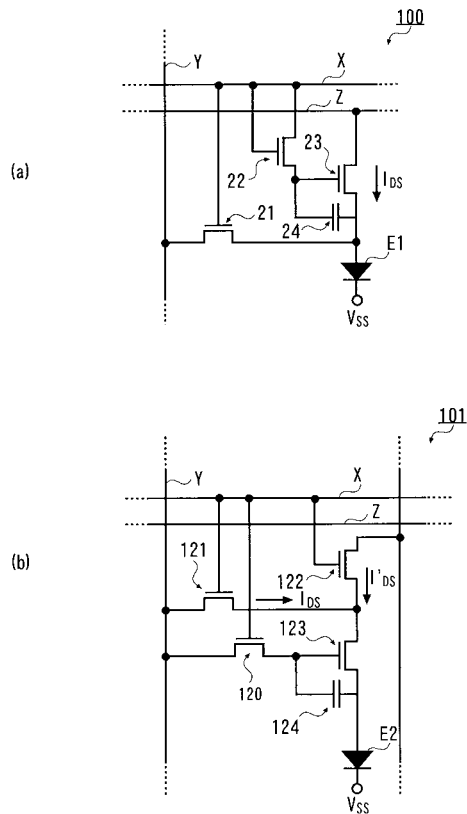 100
Y
X
Z
(a)
23
22
I_DS
21
24
E1
V_SS
101
Y
X
Z
(b)
121
122
I'_DS
I_DS
123
120
124
E2
V_SS